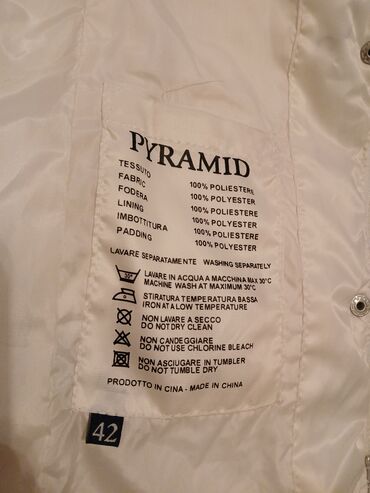 PYRAMID
TESSUTO 100% POLIESTERE
FABRIC 100% POLYESTER
FODERA 100% POLIESTERE
LINING 100% POLYESTER
IMBOTTITURA 100% POLIESTERE
PADDING 100% POLYESTER
LAVARE SEPARATAMENTE WASHING SEPARATELY
30° LAVARE IN ACQUA A MACCHINA MAX 30°C
MACHINE WASH AT MAXIMUM 30°C
STIRATURA TEMPERATURA BASSA
IRON AT A LOW TEMPERATURE
NON LAVARE A SECCO
DO NOT DRY CLEAN
NON CANDEGGIARE
DO NOT USE CHLORINE BLEACH
NON ASCIUGARE IN TUMBLER
DO NOT TUMBLE DRY
PRODOTTO IN CINA - MADE IN CHINA
42